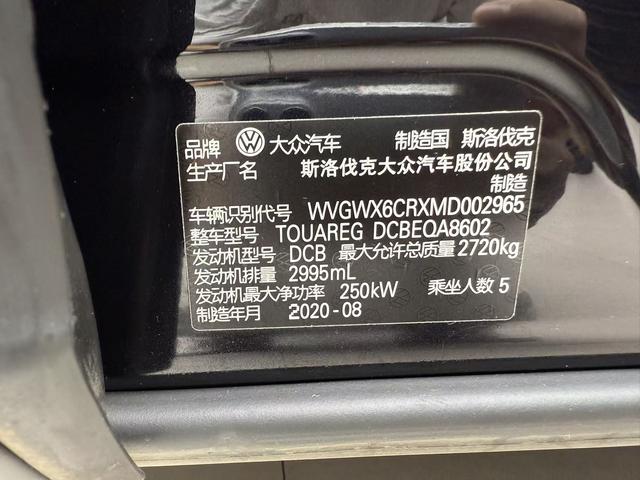 品牌 大众汽车 制造国 斯洛伐克
生产厂名 斯洛伐克大众汽车股份公司
制造
车辆识别代号 WVGWX6CRXMD002965
整车型号 TOUAREG DCBEQA8602
发动机型号 DCB 最大允许总质量 2720kg
发动机排量 2995mL
发动机最大净功率 250kW 乘坐人数 5
制造年月 2020-08